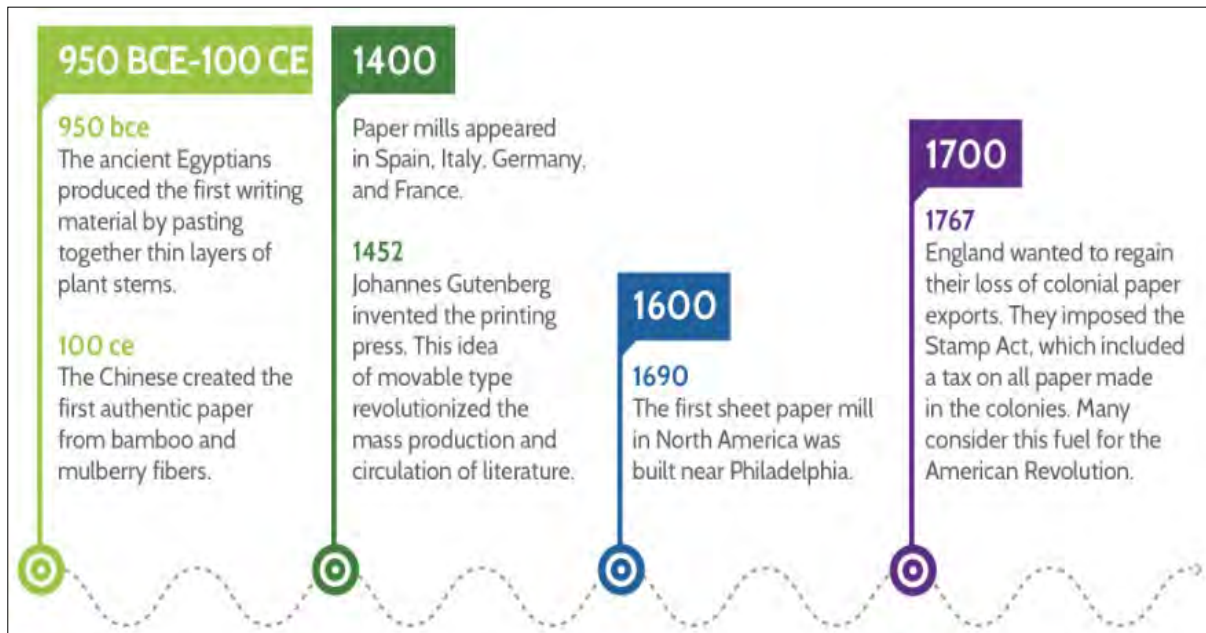 950 BCE-100 CE
950 bce
The ancient Egyptians
produced the first writing
material by pasting
together thin layers of
plant stems.
100 ce
The Chinese created the
first authentic paper
from bamboo and
mulberry fibers.
1400
Paper mills appeared
in Spain, Italy, Germany,
and France.
1452
Johannes Gutenberg
invented the printing
press. This idea
of movable type
revolutionized the
mass production and
circulation of literature.
1600
1690
The first sheet paper mill
in North America was
built near Philadelphia.
1700
1767
England wanted to regain
their loss of colonial paper
exports. They imposed the
Stamp Act, which included
a tax on all paper made
in the colonies. Many
consider this fuel for the
American Revolution.